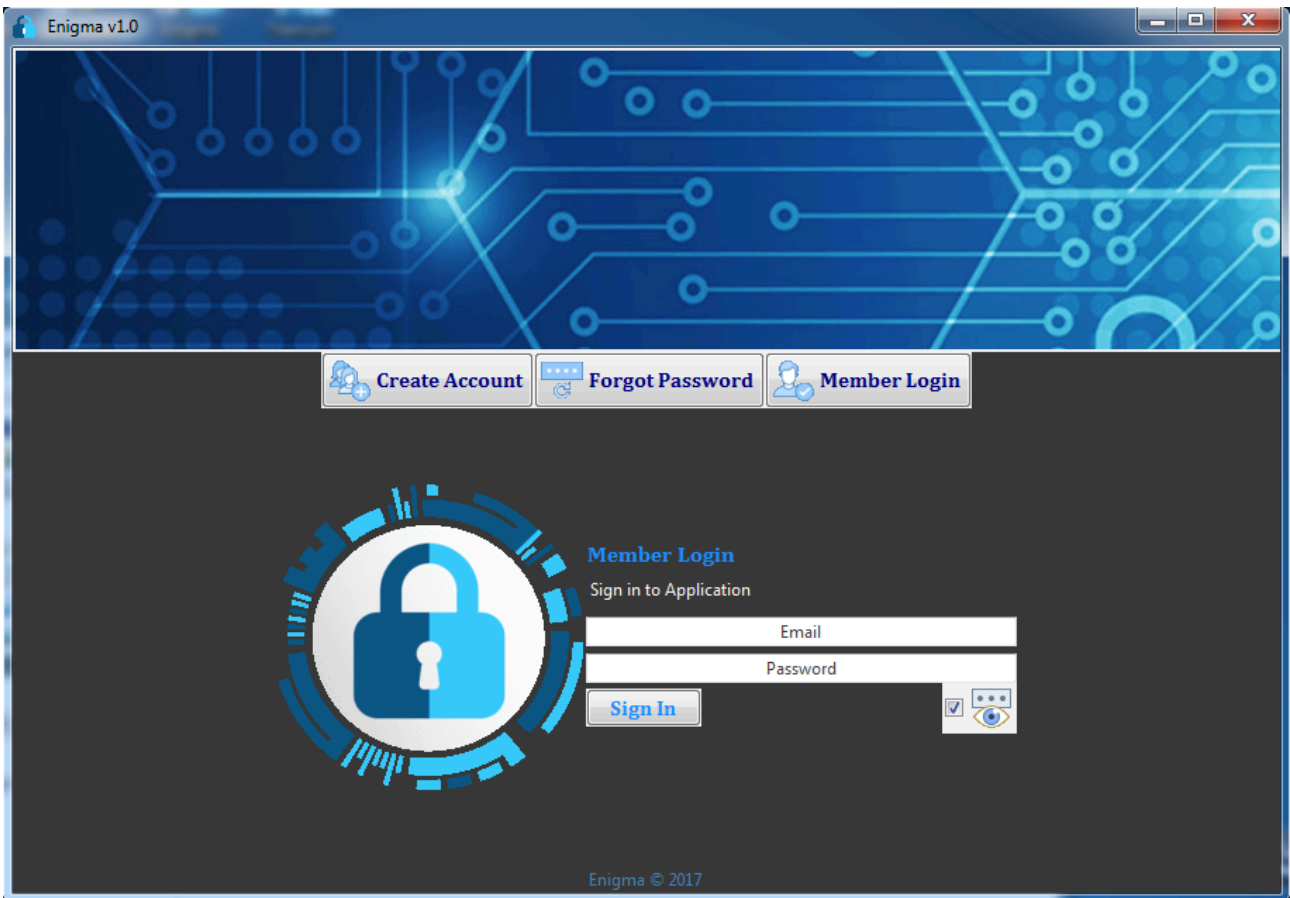 Enigma v1.0
Create Account Forgot Password Member Login
Member Login
Sign in to Application
Email
Password
Sign In
Enigma © 2017